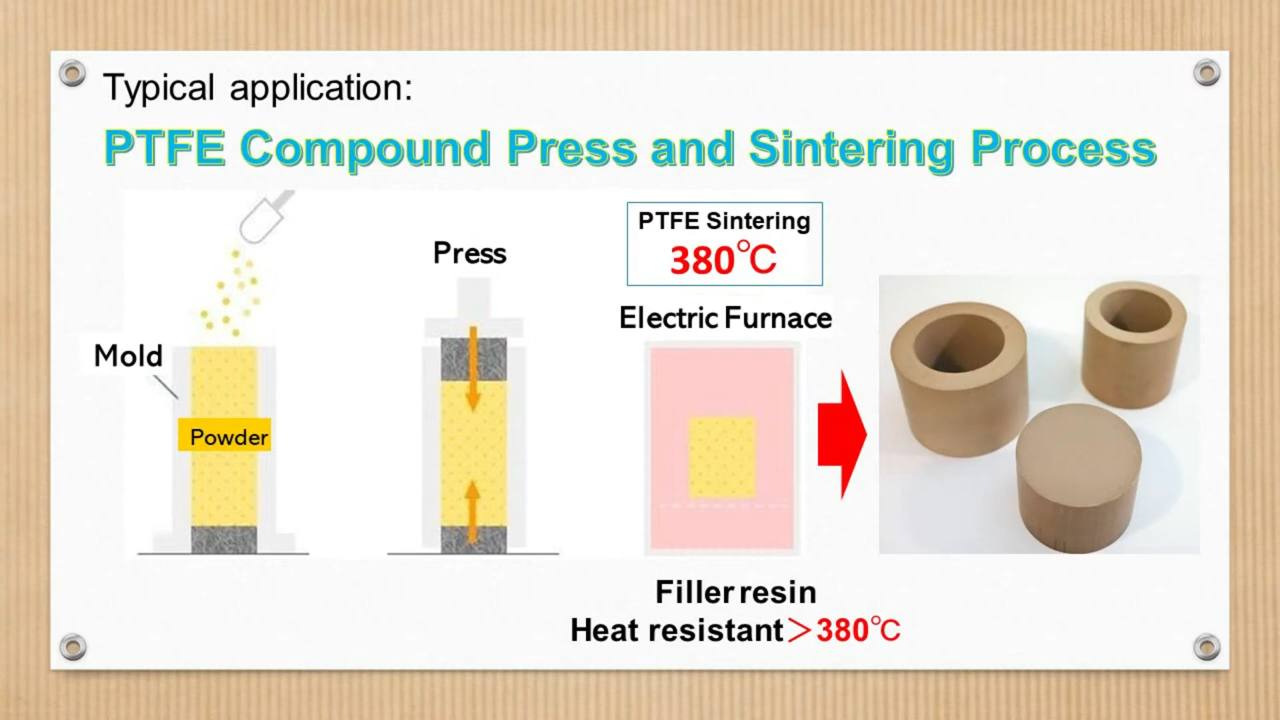 Typical application:
PTFE Compound Press and Sintering Process
Mold
Powder
Press
PTFE Sintering
380℃
Electric Furnace
Filler resin
Heat resistant＞380℃